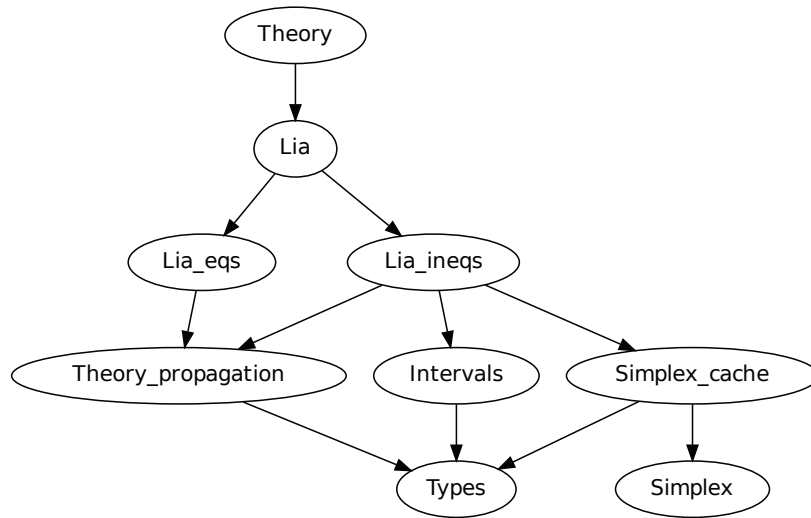 Theory
Lia
Lia_eqs
Lia_ineqs
Theory_propagation
Intervals
Simplex_cache
Types
Simplex